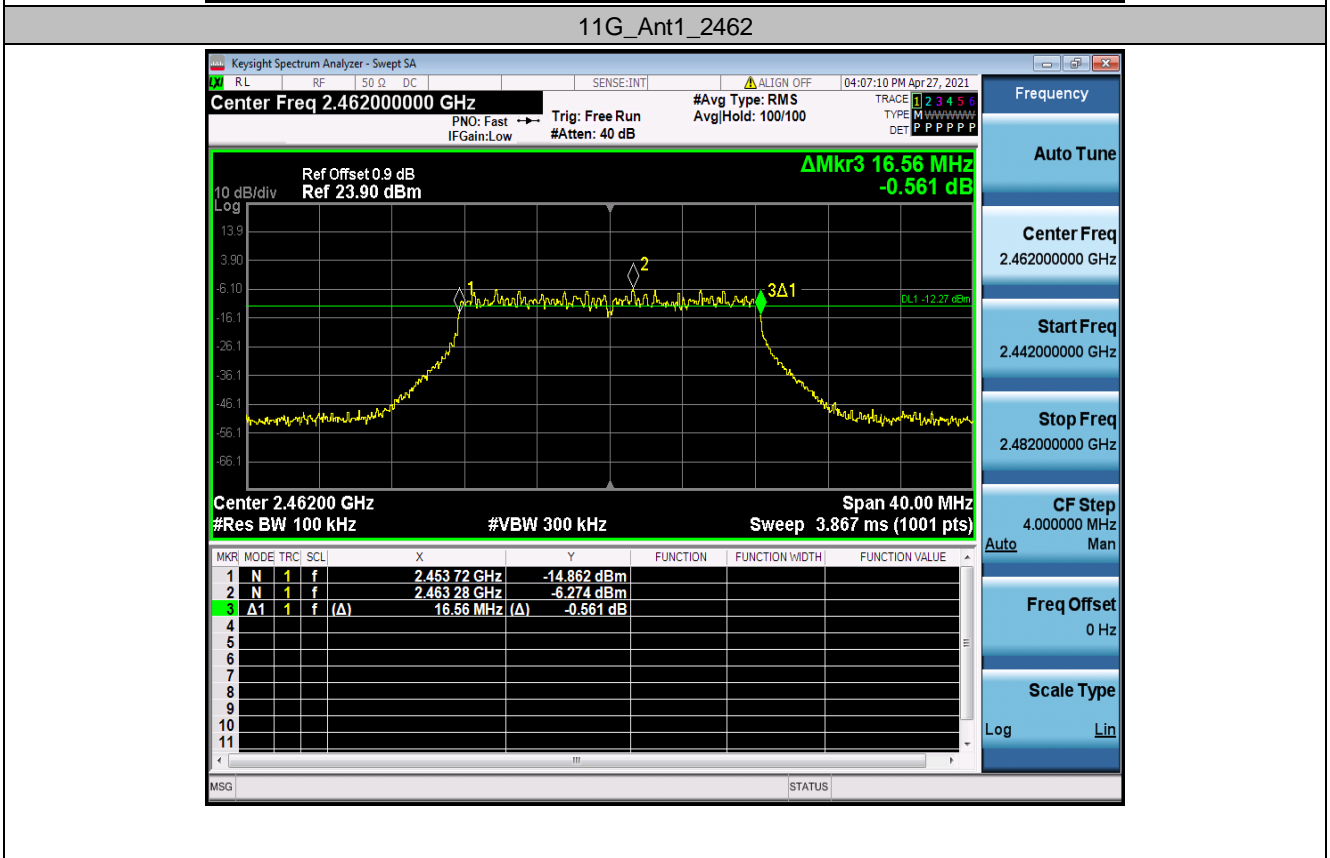 11G_Ant1_2462
Keysight Spectrum Analyzer - Swept SA
LXI RL RF 50 Ω DC SENSE:INT ALIGN OFF 04:07:10 PM Apr 27, 2021
Center Freq 2.462000000 GHz #Avg Type: RMS TRACE 1 2 3 4 5 6
PNO: Fast Trig: Free Run Avg|Hold: 100/100 TYPE M WWWWW
IFGain:Low #Atten: 40 dB DET P P P P P P
ΔMkr3 16.56 MHz
-0.561 dB
Ref Offset 0.9 dB
10 dB/div Ref 23.90 dBm
Log
13.9
3.90
-6.10
-16.1
-26.1
-36.1
-46.1
-56.1
-66.1
1
2
3Δ1
DL1 -12.27 dBm
Center 2.46200 GHz Span 40.00 MHz
#Res BW 100 kHz #VBW 300 kHz Sweep 3.867 ms (1001 pts)
MKR MODE TRC SCL X Y FUNCTION FUNCTION WIDTH FUNCTION VALUE
1 N 1 f 2.453 72 GHz -14.862 dBm
2 N 1 f 2.463 28 GHz -6.274 dBm
3 Δ1 1 f (Δ) 16.56 MHz (Δ) -0.561 dB
4
5
6
7
8
9
10
11
MSG STATUS
Frequency
Auto Tune
Center Freq
2.462000000 GHz
Start Freq
2.442000000 GHz
Stop Freq
2.482000000 GHz
CF Step
4.000000 MHz
Auto Man
Freq Offset
0 Hz
Scale Type
Log Lin